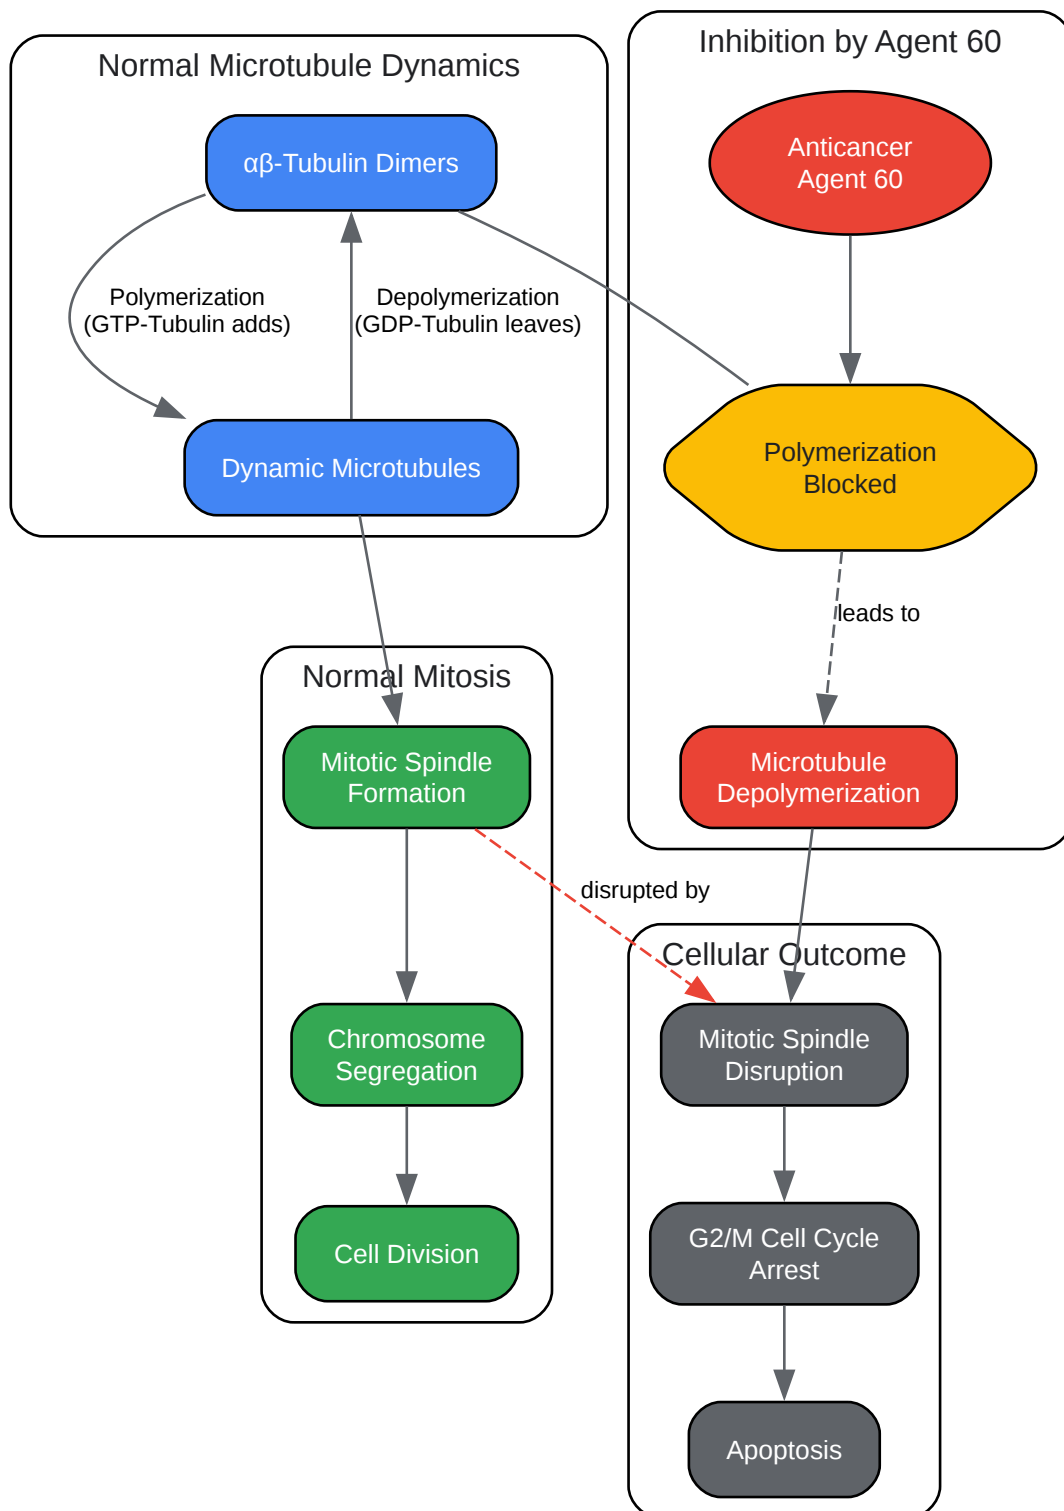 Normal Microtubule Dynamics
αβ-Tubulin Dimers
Polymerization
(GTP-Tubulin adds)
Depolymerization
(GDP-Tubulin leaves)
Dynamic Microtubules
Inhibition by Agent 60
Anticancer
Agent 60
Polymerization
Blocked
leads to
Microtubule
Depolymerization
Normal Mitosis
Mitotic Spindle
Formation
disrupted by
Chromosome
Segregation
Cell Division
Cellular Outcome
Mitotic Spindle
Disruption
G2/M Cell Cycle
Arrest
Apoptosis